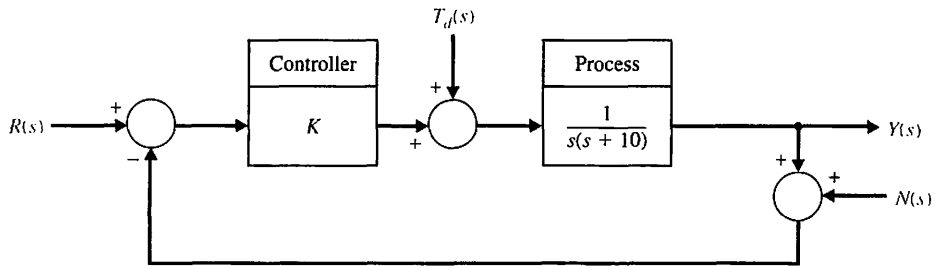 T_d(s)
Controller
Process
+
+
R(s)
K
1
s(s + 10)
Y(s)
+
−
+
+
N(s)